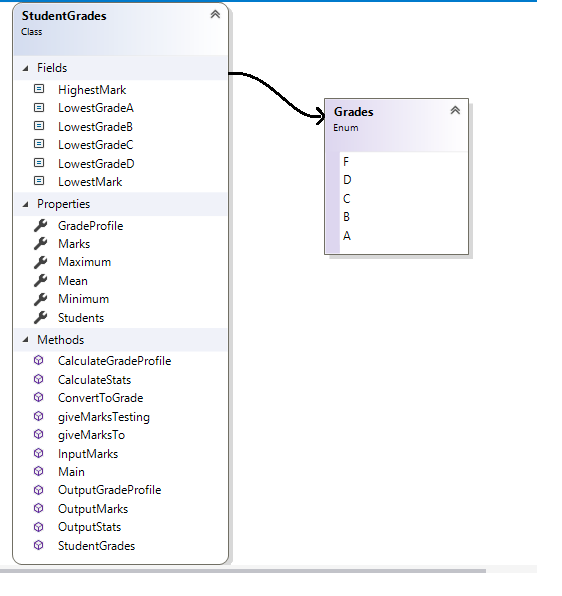 StudentGrades
Class
Fields
HighestMark
LowestGradeA
LowestGradeB
LowestGradeC
LowestGradeD
LowestMark
Properties
GradeProfile
Marks
Maximum
Mean
Minimum
Students
Methods
CalculateGradeProfile
CalculateStats
ConvertToGrade
giveMarksTesting
giveMarksTo
InputMarks
Main
OutputGradeProfile
OutputMarks
OutputStats
StudentGrades
Grades
Enum
F
D
C
B
A